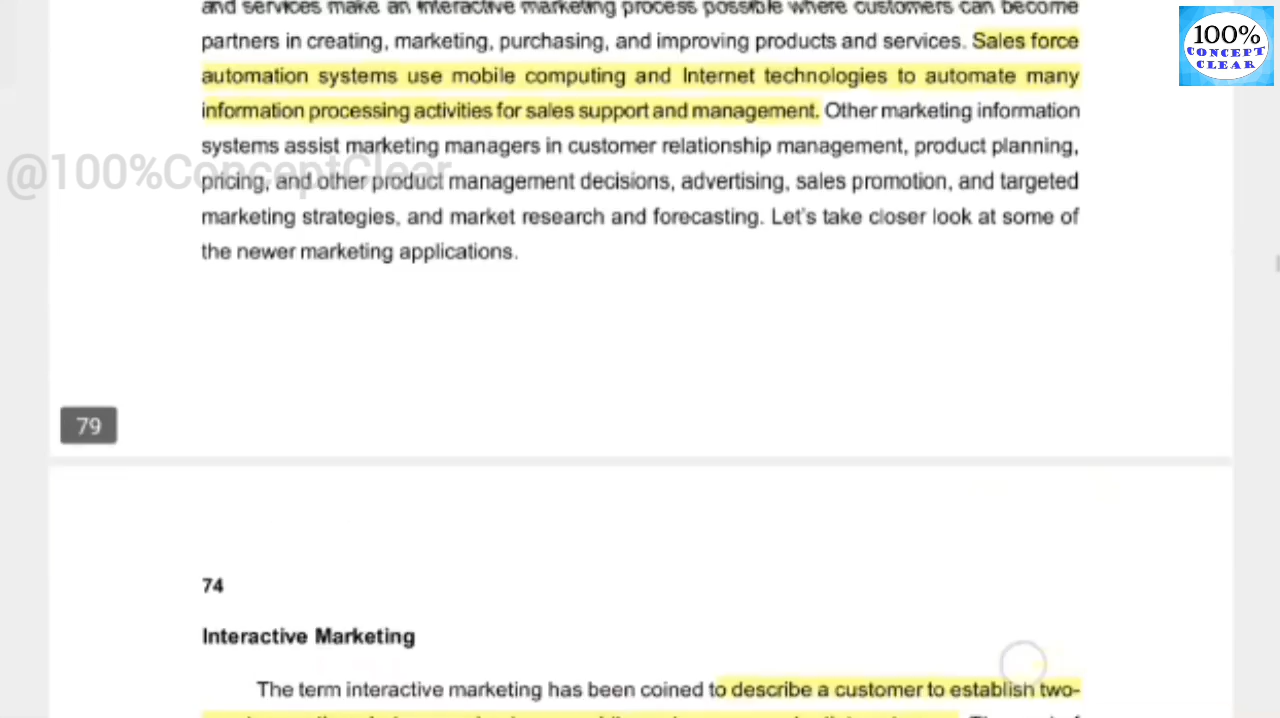 and services make an interactive marketing process possible where customers can become
partners in creating, marketing, purchasing, and improving products and services. Sales force
automation systems use mobile computing and Internet technologies to automate many
information processing activities for sales support and management. Other marketing information
systems assist marketing managers in customer relationship management, product planning,
pricing, and other product management decisions, advertising, sales promotion, and targeted
marketing strategies, and market research and forecasting. Let's take closer look at some of
the newer marketing applications.
100%
CONCEPT
CLEAR
@100%ConceptClear
79
74
Interactive Marketing
The term interactive marketing has been coined to describe a customer to establish two-